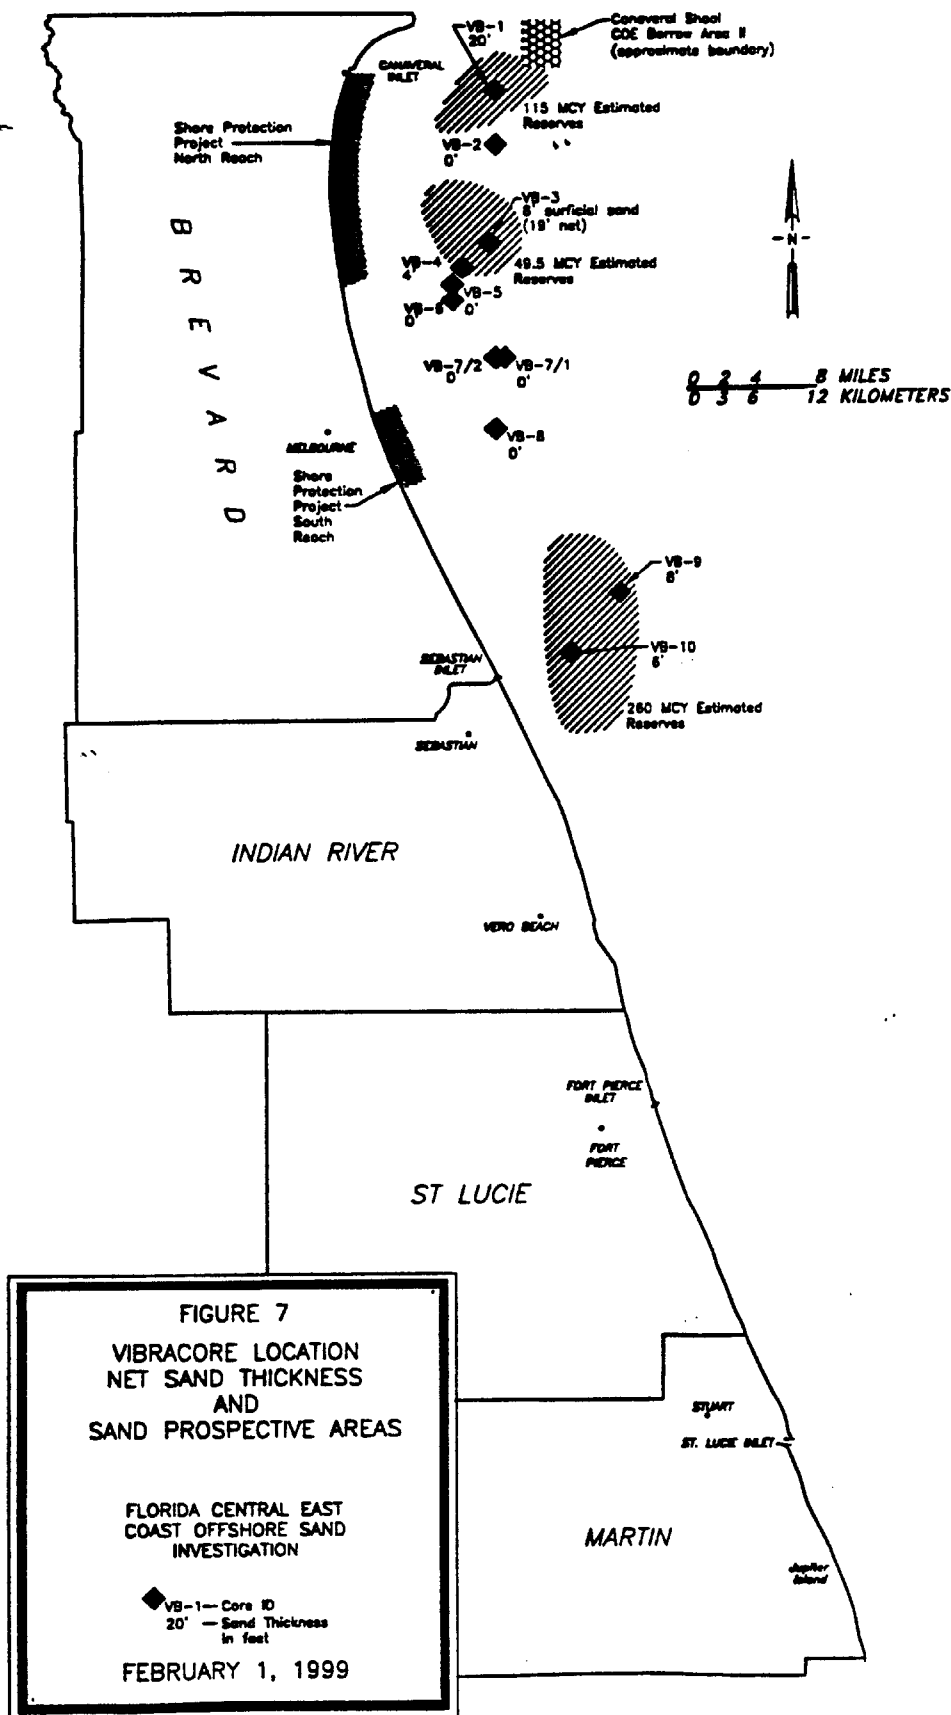 VB-1
20'
Canaveral Shoal
COE Borrow Area II
(approximate boundary)
CANAVERAL
INLET
115 MCY Estimated
Reserves
Shore Protection
Project
North Reach
VB-2
0'
VB-3
8' surficial sand
(19' net)
VB-4
4'
49.5 MCY Estimated
Reserves
VB-5
0'
VB-6
0'
VB-7/2
0'
VB-7/1
0'
VB-8
0'
-N-
0 2 4 8 MILES
0 3 6 12 KILOMETERS
BREVARD
MELBOURNE
Shore
Protection
Project
South
Reach
VB-9
8'
VB-10
6'
260 MCY Estimated
Reserves
SEBASTIAN
INLET
SEBASTIAN
INDIAN RIVER
VERO BEACH
FORT PIERCE
INLET
FORT
PIERCE
ST LUCIE
STUART
ST. LUCIE INLET
MARTIN
Jupiter
Island
FIGURE 7
VIBRACORE LOCATION
NET SAND THICKNESS
AND
SAND PROSPECTIVE AREAS
FLORIDA CENTRAL EAST
COAST OFFSHORE SAND
INVESTIGATION
VB-1 — Core ID
20' — Sand Thickness
in feet
FEBRUARY 1, 1999